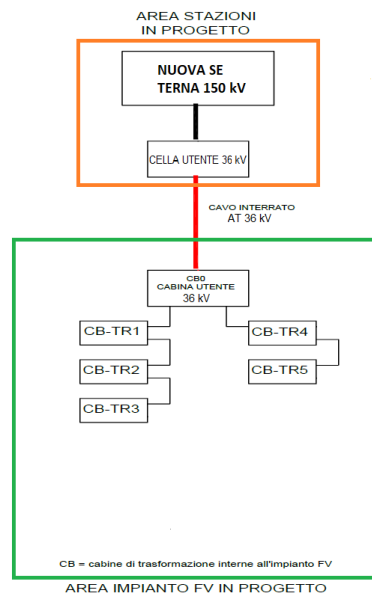 AREA STAZIONI
IN PROGETTO
NUOVA SE
TERNA 150 kV
CELLA UTENTE 36 kV
CAVO INTERRATO
AT 36 kV
CB0
CABINA UTENTE
36 kV
CB-TR1
CB-TR4
CB-TR2
CB-TR5
CB-TR3
CB = cabine di trasformazione interne all'impianto FV
AREA IMPIANTO FV IN PROGETTO